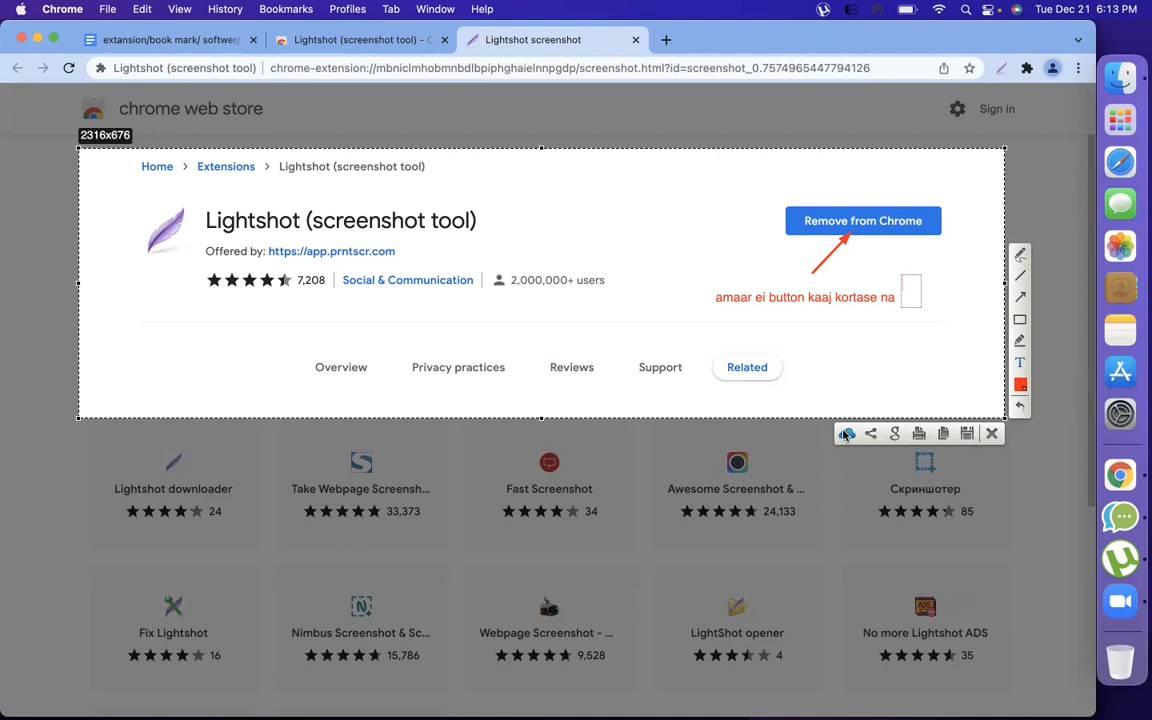 Chrome File Edit View History Bookmarks Profiles Tab Window Help Tue Dec 21 6:13 PM
extansion/book mark/ softwer/ Lightshot (screenshot tool) - C Lightshot screenshot
Lightshot (screenshot tool) chrome-extension://mbniclmhobmnbdlbpiphghaielnnpgdp/screenshot.html?id=screenshot_0.7574965447794126
chrome web store Sign in
2316x676
Home > Extensions > Lightshot (screenshot tool)
Lightshot (screenshot tool) Remove from Chrome
Offered by: https://app.prntscr.com
7,208 Social & Communication 2,000,000+ users
amaar ei button kaaj kortase na
Overview Privacy practices Reviews Support Related
Lightshot downloader Take Webpage Screensh... Fast Screenshot Awesome Screenshot & ... Скриншотер
24 33,373 34 24,133 85
Fix Lightshot Nimbus Screenshot & Sc... Webpage Screenshot - ... LightShot opener No more Lightshot ADS
16 15,786 9,528 4 35